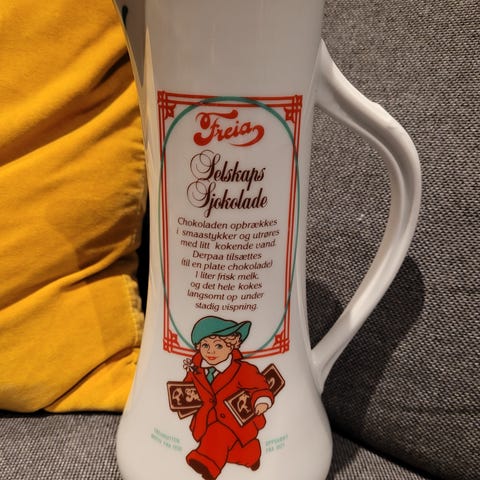 Freia
Selskaps
Sjokolade
Chokoladen opbrækkes
i smaastykker og utrøres
med litt kokende vand.
Derpaa tilsættes
(til en plate chokolade)
1 liter frisk melk,
og det hele kokes
langsomt op under
stadig vispning.